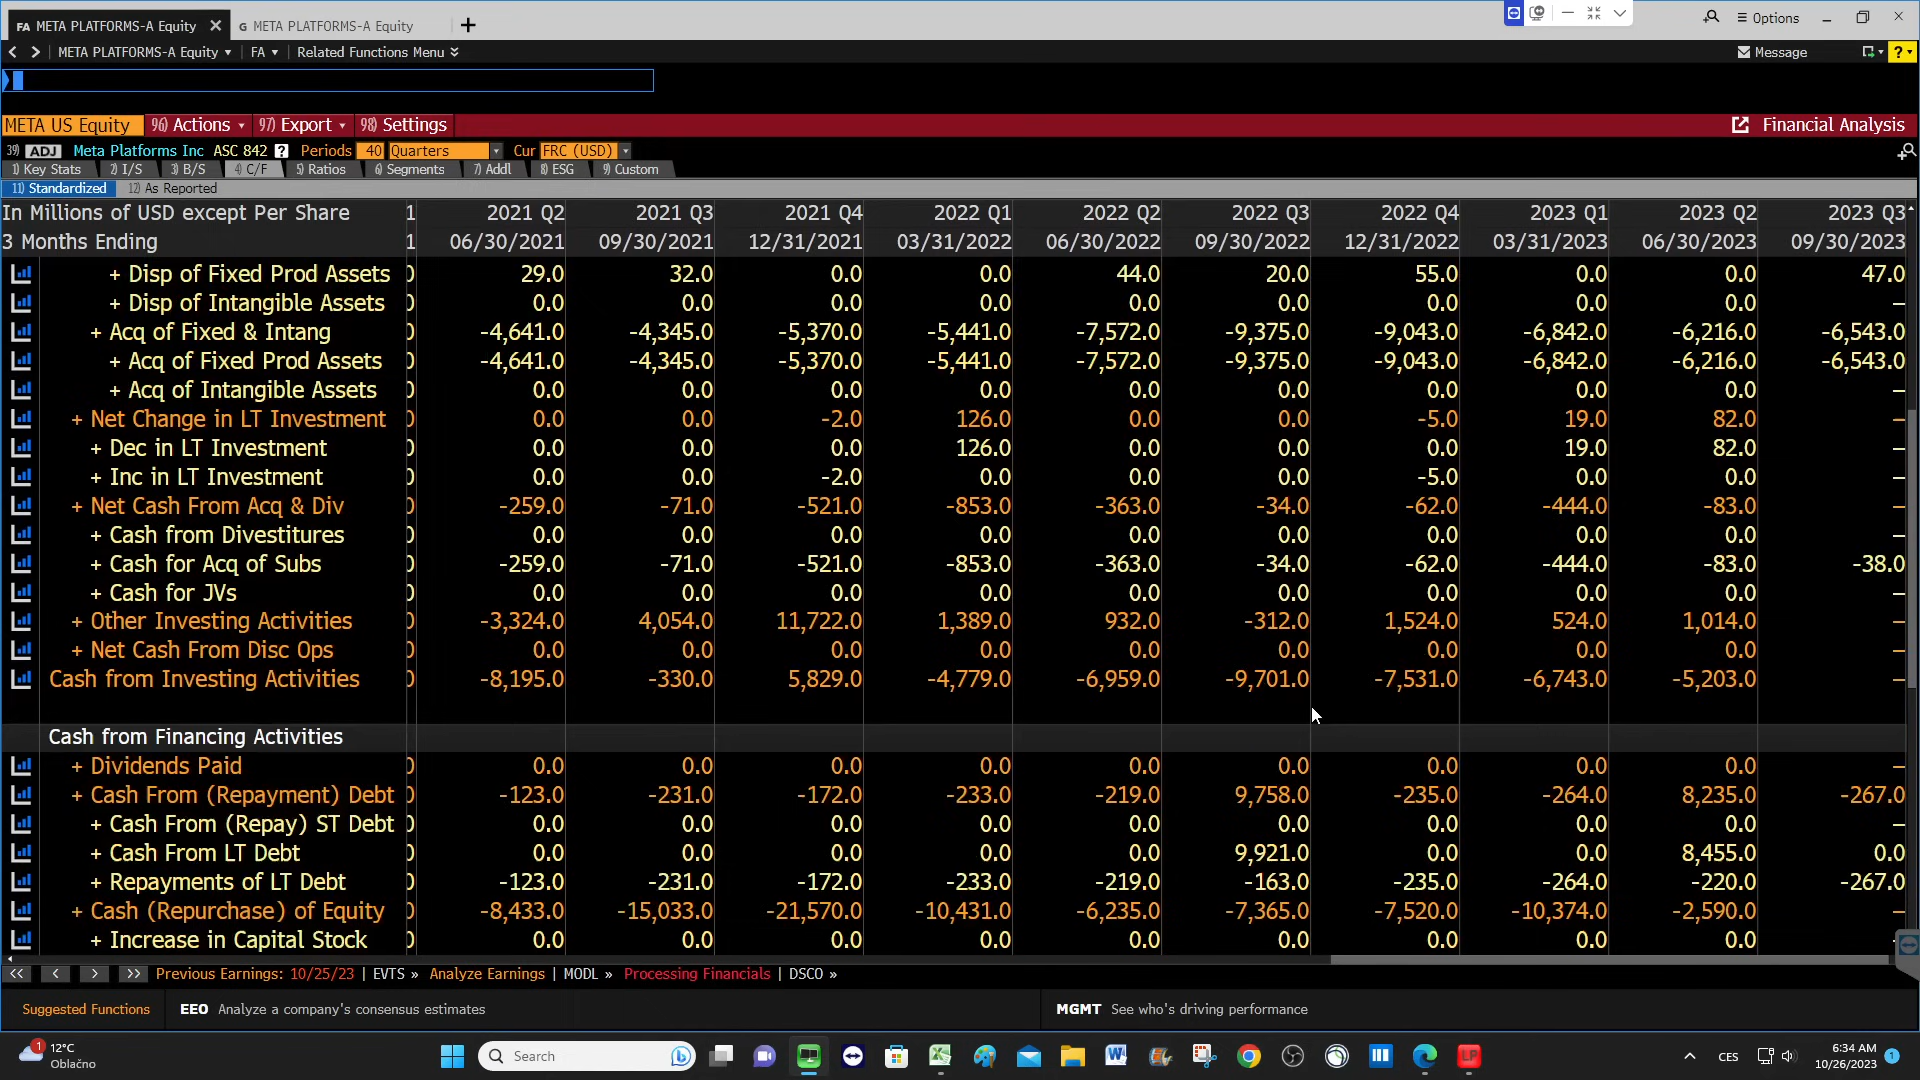 FA META PLATFORMS-A Equity G META PLATFORMS-A Equity Options
META PLATFORMS-A Equity FA Related Functions Menu Message ?
META US Equity 96) Actions 97) Export 98) Settings Financial Analysis
39) ADJ Meta Platforms Inc ASC 842 ? Periods 40 Quarters Cur FRC (USD)
1) Key Stats 2) I/S 3) B/S 4) C/F 5) Ratios 6) Segments 7) Addl 8) ESG 9) Custom
11) Standardized 12) As Reported
In Millions of USD except Per Share 1 2021 Q2 2021 Q3 2021 Q4 2022 Q1 2022 Q2 2022 Q3 2022 Q4 2023 Q1 2023 Q2 2023 Q3
3 Months Ending 1 06/30/2021 09/30/2021 12/31/2021 03/31/2022 06/30/2022 09/30/2022 12/31/2022 03/31/2023 06/30/2023 09/30/2023
+ Disp of Fixed Prod Assets 0 29.0 32.0 0.0 0.0 44.0 20.0 55.0 0.0 0.0 47.0
+ Disp of Intangible Assets 0 0.0 0.0 0.0 0.0 0.0 0.0 0.0 0.0 0.0 —
+ Acq of Fixed & Intang 0 -4,641.0 -4,345.0 -5,370.0 -5,441.0 -7,572.0 -9,375.0 -9,043.0 -6,842.0 -6,216.0 -6,543.0
+ Acq of Fixed Prod Assets 0 -4,641.0 -4,345.0 -5,370.0 -5,441.0 -7,572.0 -9,375.0 -9,043.0 -6,842.0 -6,216.0 -6,543.0
+ Acq of Intangible Assets 0 0.0 0.0 0.0 0.0 0.0 0.0 0.0 0.0 0.0 —
+ Net Change in LT Investment 0 0.0 0.0 -2.0 126.0 0.0 0.0 -5.0 19.0 82.0 —
+ Dec in LT Investment 0 0.0 0.0 0.0 126.0 0.0 0.0 0.0 19.0 82.0 —
+ Inc in LT Investment 0 0.0 0.0 -2.0 0.0 0.0 0.0 -5.0 0.0 0.0 —
+ Net Cash From Acq & Div 0 -259.0 -71.0 -521.0 -853.0 -363.0 -34.0 -62.0 -444.0 -83.0 —
+ Cash from Divestitures 0 0.0 0.0 0.0 0.0 0.0 0.0 0.0 0.0 0.0 —
+ Cash for Acq of Subs 0 -259.0 -71.0 -521.0 -853.0 -363.0 -34.0 -62.0 -444.0 -83.0 -38.0
+ Cash for JVs 0 0.0 0.0 0.0 0.0 0.0 0.0 0.0 0.0 0.0 —
+ Other Investing Activities 0 -3,324.0 4,054.0 11,722.0 1,389.0 932.0 -312.0 1,524.0 524.0 1,014.0 —
+ Net Cash From Disc Ops 0 0.0 0.0 0.0 0.0 0.0 0.0 0.0 0.0 0.0 —
Cash from Investing Activities 0 -8,195.0 -330.0 5,829.0 -4,779.0 -6,959.0 -9,701.0 -7,531.0 -6,743.0 -5,203.0 —
Cash from Financing Activities
+ Dividends Paid 0 0.0 0.0 0.0 0.0 0.0 0.0 0.0 0.0 0.0 —
+ Cash From (Repayment) Debt 0 -123.0 -231.0 -172.0 -233.0 -219.0 9,758.0 -235.0 -264.0 8,235.0 -267.0
+ Cash From (Repay) ST Debt 0 0.0 0.0 0.0 0.0 0.0 0.0 0.0 0.0 0.0 —
+ Cash From LT Debt 0 0.0 0.0 0.0 0.0 0.0 9,921.0 0.0 0.0 8,455.0 0.0
+ Repayments of LT Debt 0 -123.0 -231.0 -172.0 -233.0 -219.0 -163.0 -235.0 -264.0 -220.0 -267.0
+ Cash (Repurchase) of Equity 0 -8,433.0 -15,033.0 -21,570.0 -10,431.0 -6,235.0 -7,365.0 -7,520.0 -10,374.0 -2,590.0 —
+ Increase in Capital Stock 0 0.0 0.0 0.0 0.0 0.0 0.0 0.0 0.0 0.0
<< < > >> Previous Earnings: 10/25/23 | EVTS » Analyze Earnings | MODL » Processing Financials | DSCO »
Suggested Functions EEO Analyze a company's consensus estimates MGMT See who's driving performance
1 12°C Search CES 6:34 AM
Oblačno 10/26/2023 1